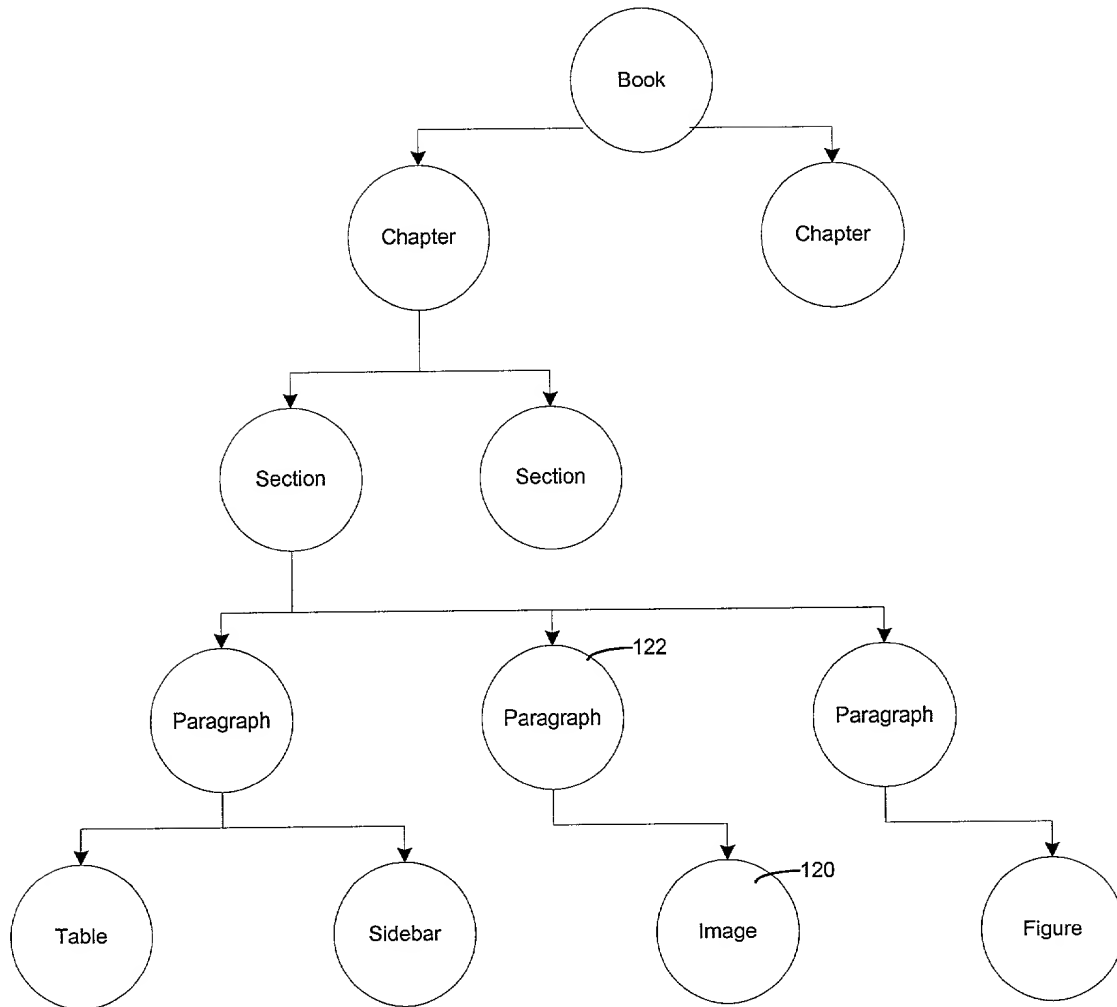 Book
Chapter
Chapter
Section
Section
122
Paragraph
Paragraph
Paragraph
120
Table
Sidebar
Image
Figure